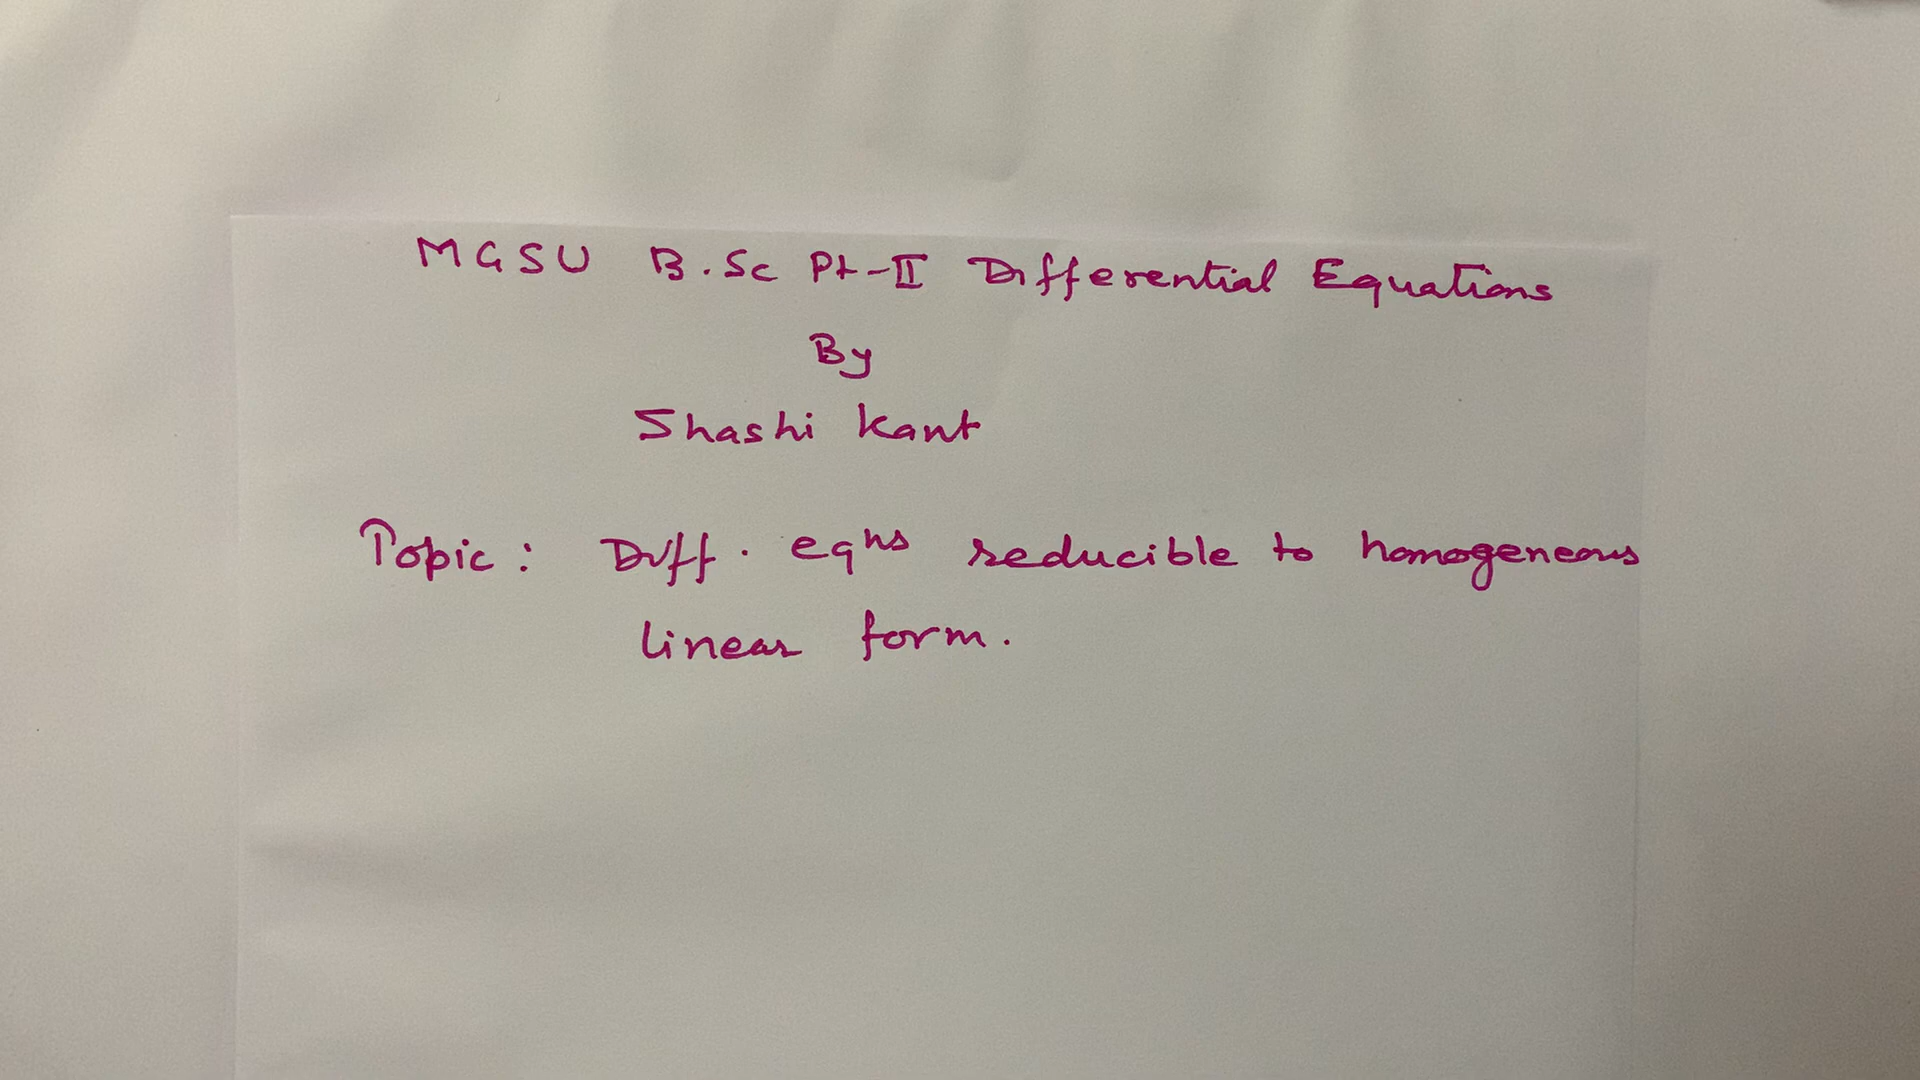 MGSU B.Sc Pt-II Differential Equations
By
Shashi Kant
Topic: Diff. eqns reducible to homogeneous
linear form.